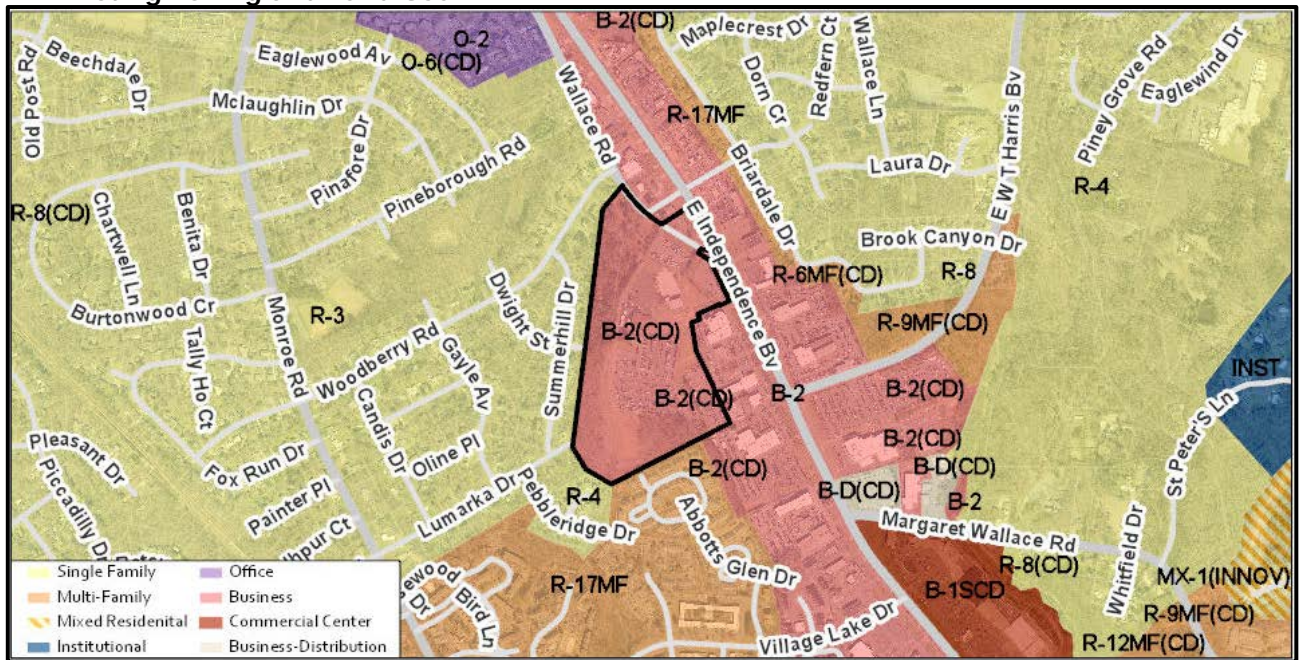 B-2(CD)
O-2
O-6(CD)
Old Post Rd
Beechdale Dr
Eaglewood Av
Mclaughlin Dr
Pinafore Dr
Pineborough Rd
Wallace Rd
Maplecrest Dr
Dorn Cr
Redfern Ct
Wallace Ln
Laura Dr
E W T Harris Bv
Piney Grove Rd
Eaglewind Dr
R-17MF
Briardale Dr
R-4
R-8(CD)
Chartwell Ln
Benita Dr
Burtonwood Cr
Tally Ho Ct
Monroe Rd
R-3
Woodberry Rd
Dwight St
Summerhill Dr
Gayle Av
E Independence Bv
Brook Canyon Dr
R-6MF(CD)
R-8
R-9MF(CD)
B-2(CD)
B-2(CD)
B-2
B-2(CD)
B-2(CD)
INST
St Peter'S Ln
Candis Dr
Oline Pl
Fox Run Dr
Painter Pl
Lumarka Dr
Pebbleridge Dr
R-4
B-2(CD)
Abbotts Glen Dr
B-D(CD)
B-D(CD)
B-2
Margaret Wallace Rd
Whitfield Dr
R-8(CD)
MX-1(INNOV)
R-9MF(CD)
R-12MF(CD)
B-1SCD
Village Lake Dr
R-17MF
Bird Ln
Pleasant Dr
Piccadilly Dr
Single Family
Multi-Family
Mixed Residenital
Institutional
Office
Business
Commercial Center
Business-Distribution